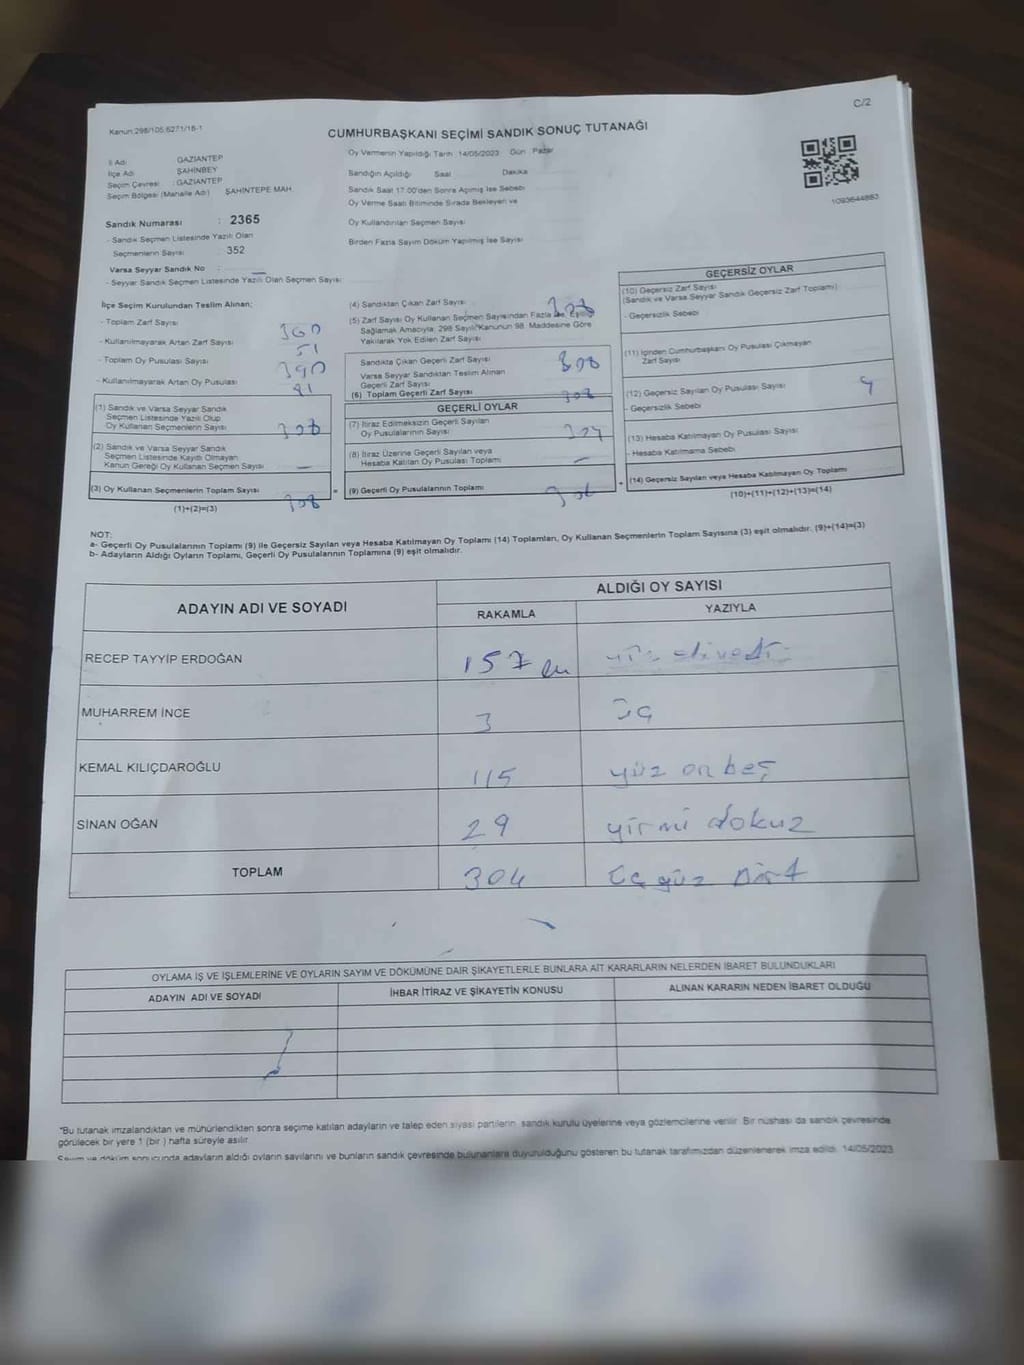 C/2
Kanun:298/105,6271/18-1
CUMHURBAŞKANI SEÇİMİ SANDIK SONUÇ TUTANAĞI
İl Adı GAZİANTEP
İlçe Adı ŞAHİNBEY
Seçim Çevresi : GAZİANTEP
Seçim Bölgesi (Mahalle Adı) ŞAHİNTEPE MAH.
Sandık Numarası : 2365
- Sandık Seçmen Listesinde Yazılı Olan
Seçmenlerin Sayısı : 352
Varsa Seyyar Sandık No :
- Seyyar Sandık Seçmen Listesinde Yazılı Olan Seçmen Sayısı
Oy Vermenin Yapıldığı Tarih 14/05/2023 Gün Pazar
Sandığın Açıldığı Saat Dakika
Sandık Saat 17:00'den Sonra Açımış İse Sebebi
Oy Verme Saati Bitiminde Sırada Bekleyen ve
Oy Kullandırılan Seçmen Sayısı
Birden Fazla Sayım Döküm Yapılmış İse Sayısı
1093644863
İlçe Seçim Kurulundan Teslim Alınan;
- Toplam Zarf Sayısı 360
- Kullanılmayarak Artan Zarf Sayısı 51
- Toplam Oy Pusulası Sayısı 390
- Kullanılmayarak Artan Oy Pusulası
(1) Sandık ve Varsa Seyyar Sandık
Seçmen Listesinde Yazılı Olup
Oy Kullanan Seçmenlerin Sayısı 308
(2) Sandık ve Varsa Seyyar Sandık
Seçmen Listesinde Kaydı Olmayan
Kanun Gereği Oy Kullanan Seçmen Sayısı —
(3) Oy Kullanan Seçmenlerin Toplam Sayısı 308
(1)+(2)=(3)
(4) Sandıktan Çıkan Zarf Sayısı 308
(5) Zarf Sayısı Oy Kullanan Seçmen Sayısından Fazla İse, Eşitliği
Sağlamak Amacıyla; 298 Sayılı Kanunun 98. Maddesine Göre
Yakılarak Yok Edilen Zarf Sayısı
Sandıkta Çıkan Geçerli Zarf Sayısı 308
Varsa Seyyar Sandıktan Teslim Alınan
Geçerli Zarf Sayısı
(6) Toplam Geçerli Zarf Sayısı 308
GEÇERLİ OYLAR
(7) İtiraz Edilmeksizin Geçerli Sayılan
Oy Pusulalarının Sayısı 304
(8) İtiraz Üzerine Geçerli Sayılan veya
Hesaba Katılan Oy Pusulası Toplamı —
= (9) Geçerli Oy Pusulalarının Toplamı
GEÇERSİZ OYLAR
(10) Geçersiz Zarf Sayısı
(Sandık ve Varsa Seyyar Sandık Geçersiz Zarf Toplamı)
- Geçersizlik Sebebi
(11) İçinden Cumhurbaşkanı Oy Pusulası Çıkmayan
Zarf Sayısı
(12) Geçersiz Sayılan Oy Pusulası Sayısı 4
- Geçersizlik Sebebi
(13) Hesaba Katılmayan Oy Pusulası Sayısı
- Hesaba Katılmama Sebebi
+ (14) Geçersiz Sayılan veya Hesaba Katılmayan Oy Toplamı
(10)+(11)+(12)+(13)=(14)
NOT:
a- Geçerli Oy Pusulalarının Toplamı (9) ile Geçersiz Sayılan veya Hesaba Katılmayan Oy Toplamı (14) Toplamları, Oy Kullanan Seçmenlerin Toplam Sayısına (3) eşit olmalıdır. (9)+(14)=(3)
b- Adayların Aldığı Oyların Toplamı, Geçerli Oy Pusulalarının Toplamına (9) eşit olmalıdır.
ADAYIN ADI VE SOYADI ALDIĞI OY SAYISI
RAKAMLA YAZIYLA
RECEP TAYYİP ERDOĞAN 157 yüz elli yedi
MUHARREM İNCE 3 üç
KEMAL KILIÇDAROĞLU 115 yüz on beş
SİNAN OĞAN 29 yirmi dokuz
TOPLAM 304 üç yüz dört
OYLAMA İŞ VE İŞLEMLERİNE VE OYLARIN SAYIM VE DÖKÜMÜNE DAİR ŞİKAYETLERLE BUNLARA AİT KARARLARIN NELERDEN İBARET BULUNDUKLARI
ADAYIN ADI VE SOYADI İHBAR İTİRAZ VE ŞİKAYETİN KONUSU ALINAN KARARIN NEDEN İBARET OLDUĞU
"Bu tutanak imzalandıktan ve mühürlendikten sonra seçime katılan adayların ve talep eden siyasi partilerin sandık kurulu üyelerine veya gözlemcilerine verilir. Bir nüshası da sandık çevresinde
görülecek bir yere 1 (bir ) hafta süreyle asılır.
Seçim ve döküm sonucunda adayların aldığı oyların sayılarını ve bunların sandık çevresinde bulunanlara duyurulduğunu gösteren bu tutanak tarafımızdan düzenlenerek imza edildi. 14/05/2023